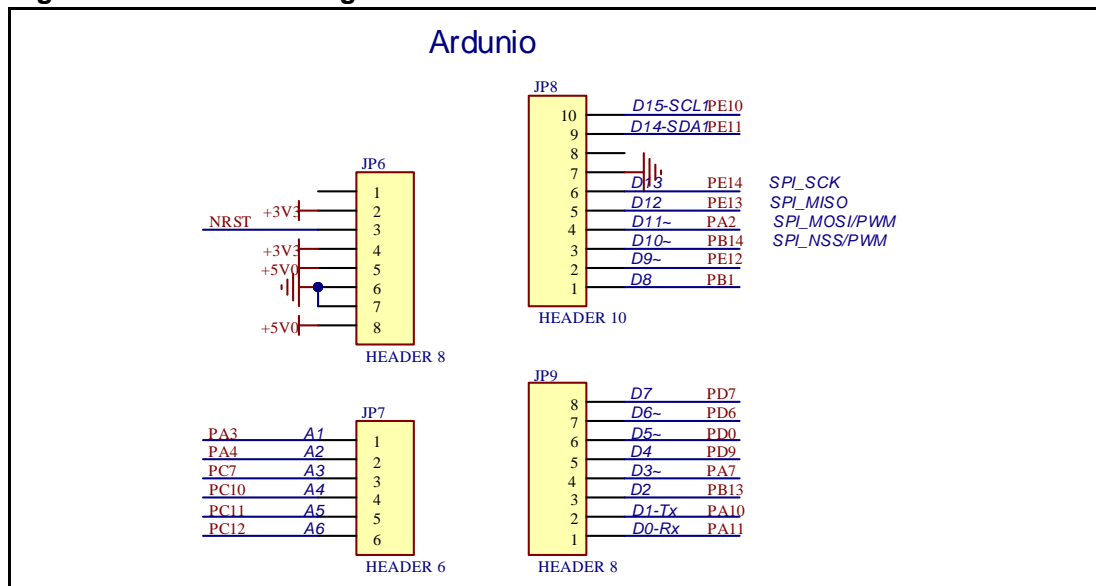 Ardunio
JP6
1
+3V3 2
NRST 3
+3V3 4
+5V0 5
6
7
+5V0 8
HEADER 8
JP7
PA3 A1 1
PA4 A2 2
PC7 A3 3
PC10 A4 4
PC11 A5 5
PC12 A6 6
HEADER 6
JP8
10 D15-SCL1 PE10
9 D14-SDA1 PE11
8
7
6 D13 PE14 SPI_SCK
5 D12 PE13 SPI_MISO
4 D11~ PA2 SPI_MOSI/PWM
3 D10~ PB14 SPI_NSS/PWM
2 D9~ PE12
1 D8 PB1
HEADER 10
JP9
8 D7 PD7
7 D6~ PD6
6 D5~ PD0
5 D4 PD9
4 D3~ PA7
3 D2 PB13
2 D1-Tx PA10
1 D0-Rx PA11
HEADER 8